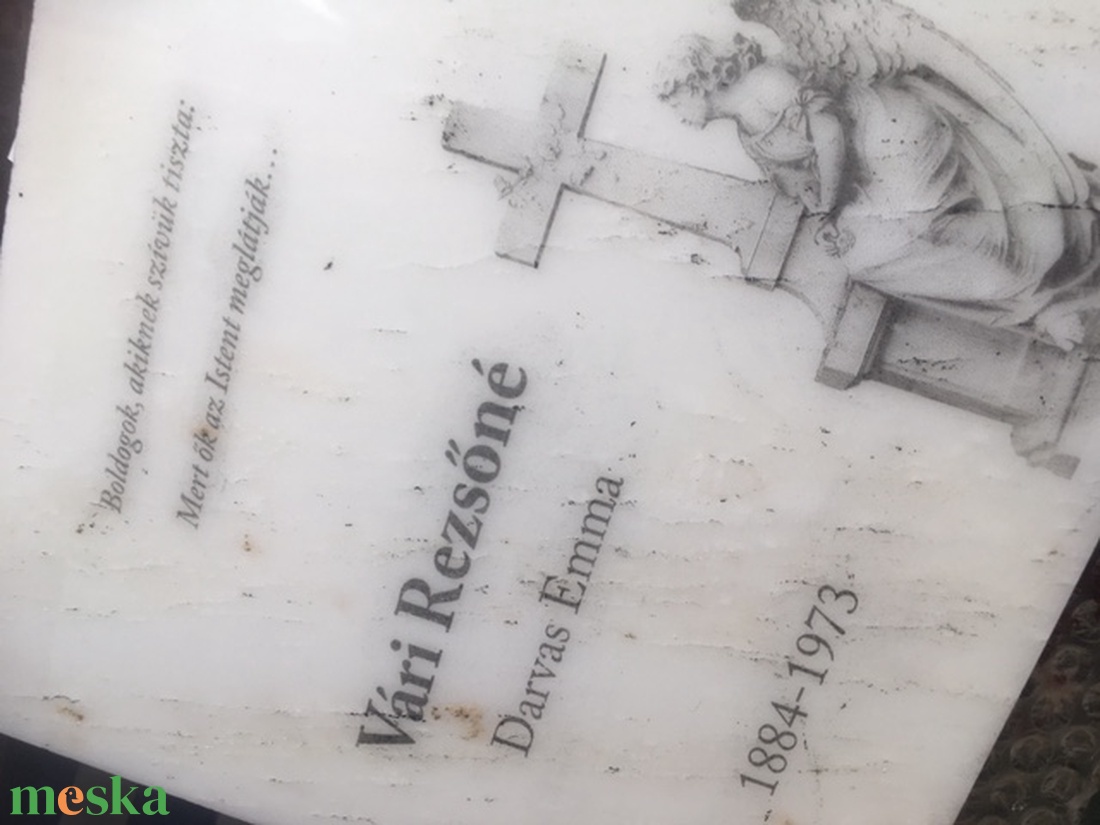 Boldogok, akiknek szívük tiszta:
Mert ők az Istent meglátják...
Vári Rezsőné
Darvas Emma
1884-1973
meska